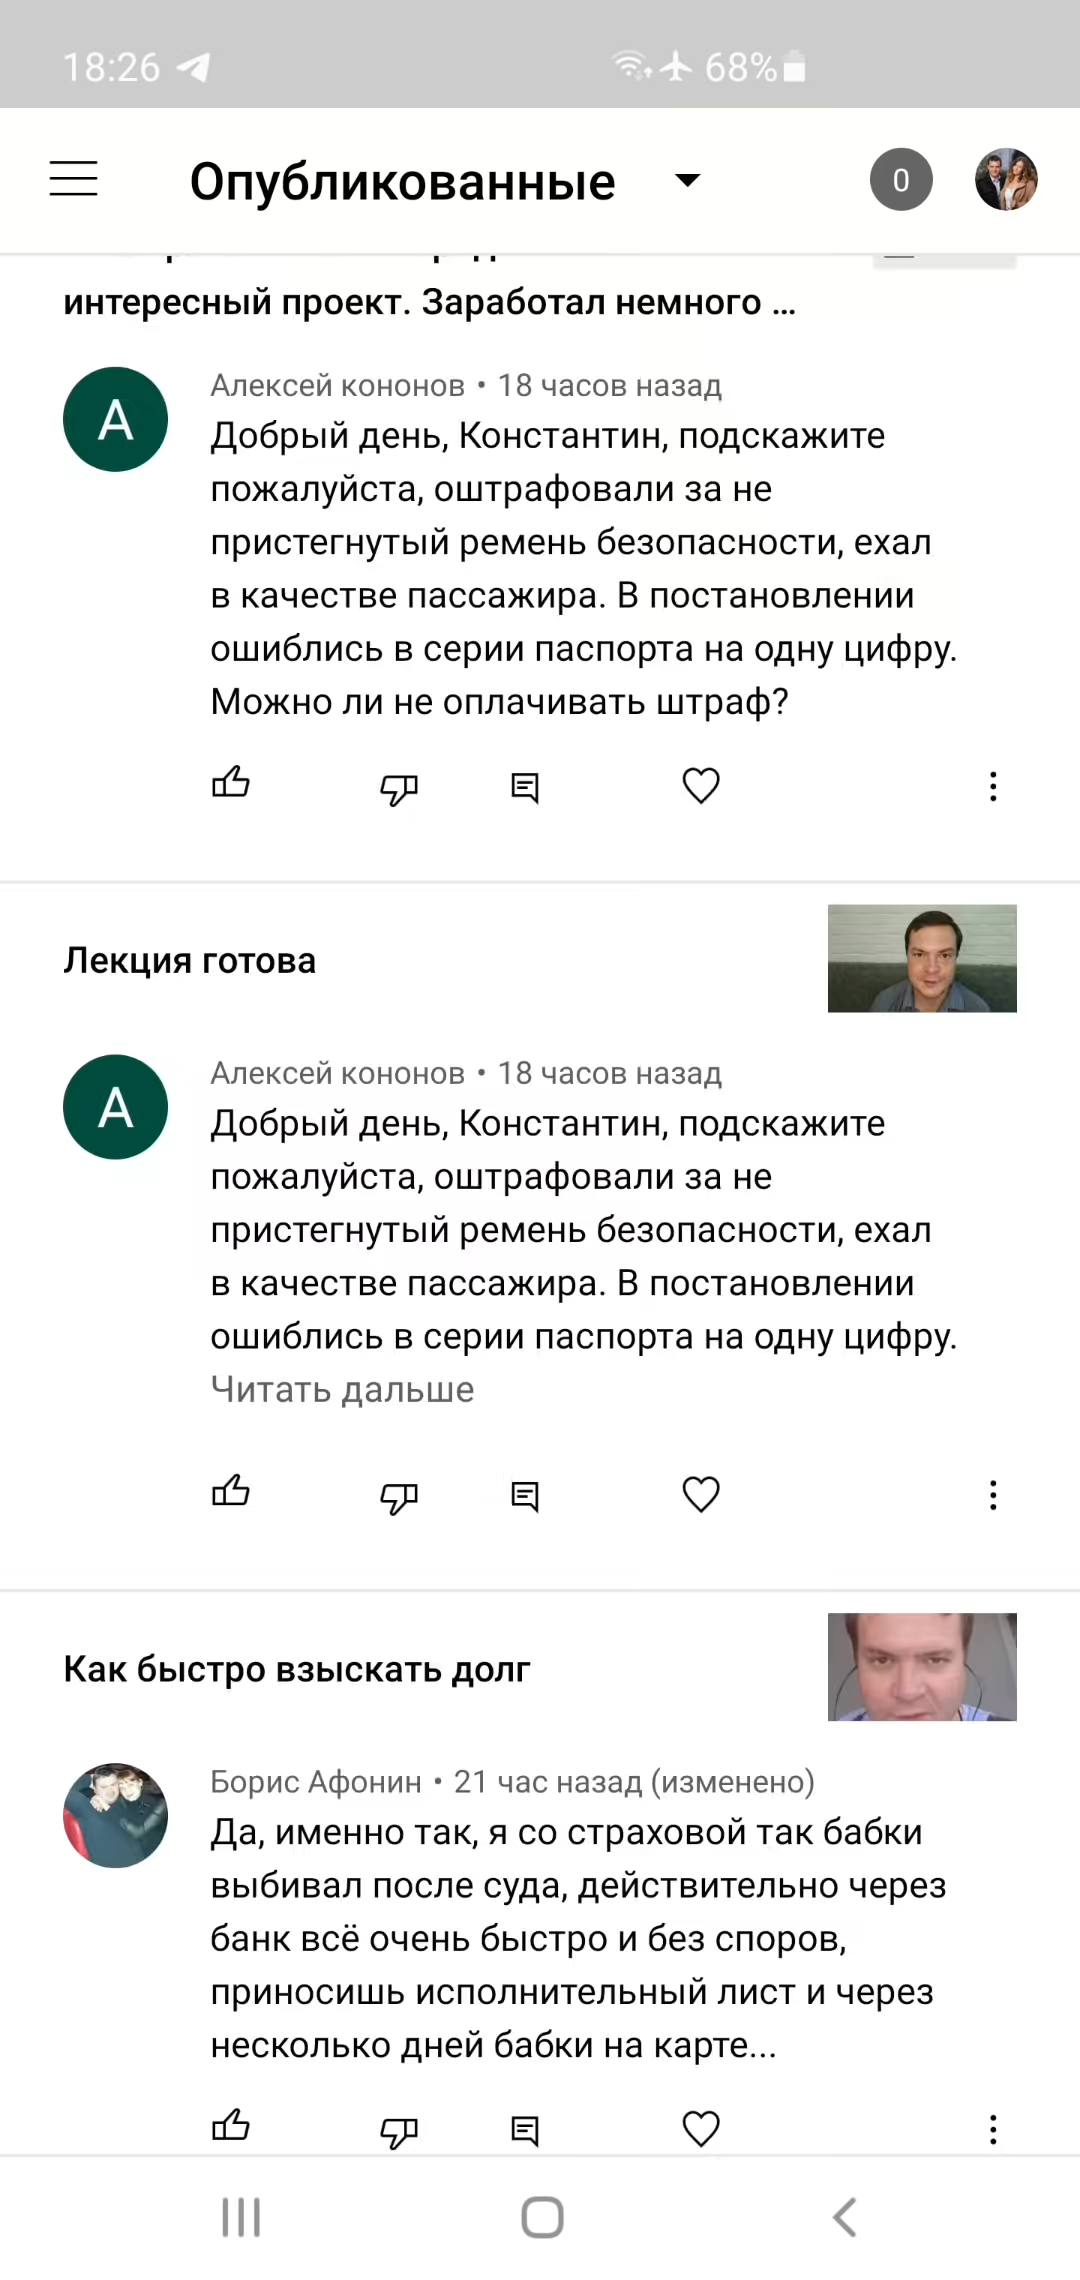 18:26
68%
Опубликованные
0
интересный проект. Заработал немного ...
А
Алексей кононов • 18 часов назад
Добрый день, Константин, подскажите
пожалуйста, оштрафовали за не
пристегнутый ремень безопасности, ехал
в качестве пассажира. В постановлении
ошиблись в серии паспорта на одну цифру.
Можно ли не оплачивать штраф?
Лекция готова
А
Алексей кононов • 18 часов назад
Добрый день, Константин, подскажите
пожалуйста, оштрафовали за не
пристегнутый ремень безопасности, ехал
в качестве пассажира. В постановлении
ошиблись в серии паспорта на одну цифру.
Читать дальше
Как быстро взыскать долг
Борис Афонин • 21 час назад (изменено)
Да, именно так, я со страховой так бабки
выбивал после суда, действительно через
банк всё очень быстро и без споров,
приносишь исполнительный лист и через
несколько дней бабки на карте...